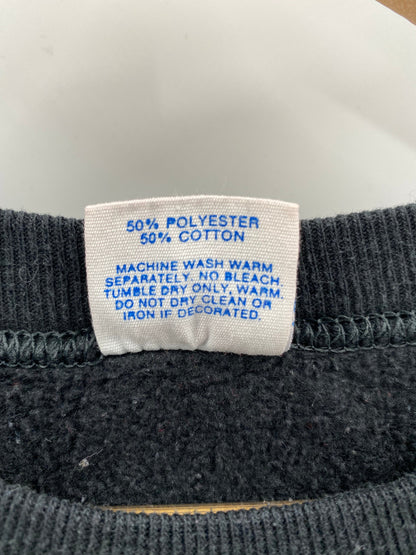 50% POLYESTER
50% COTTON
MACHINE WASH WARM
SEPARATELY. NO BLEACH.
TUMBLE DRY ONLY, WARM.
DO NOT DRY CLEAN OR
IRON IF DECORATED.